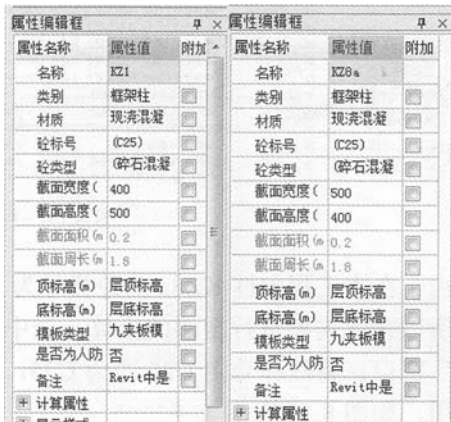 属性编辑框
属性名称 属性值 附加
名称 KZ1
类别 框架柱
材质 现浇混凝
砼标号 (C25)
砼类型 (碎石混凝
截面宽度( 400
截面高度( 500
截面面积(m 0.2
截面周长(m 1.8
顶标高(m) 层顶标高
底标高(m) 层底标高
模板类型 九夹板模
是否为人防 否
备注 Revit中是
计算属性
属性编辑框
属性名称 属性值 附加
名称 KZ8a
类别 框架柱
材质 现浇混凝
砼标号 (C25)
砼类型 (碎石混凝
截面宽度( 500
截面高度( 400
截面面积(m 0.2
截面周长(m 1.8
顶标高(m) 层顶标高
底标高(m) 层底标高
模板类型 九夹板模
是否为人防 否
备注 Revit中是
计算属性